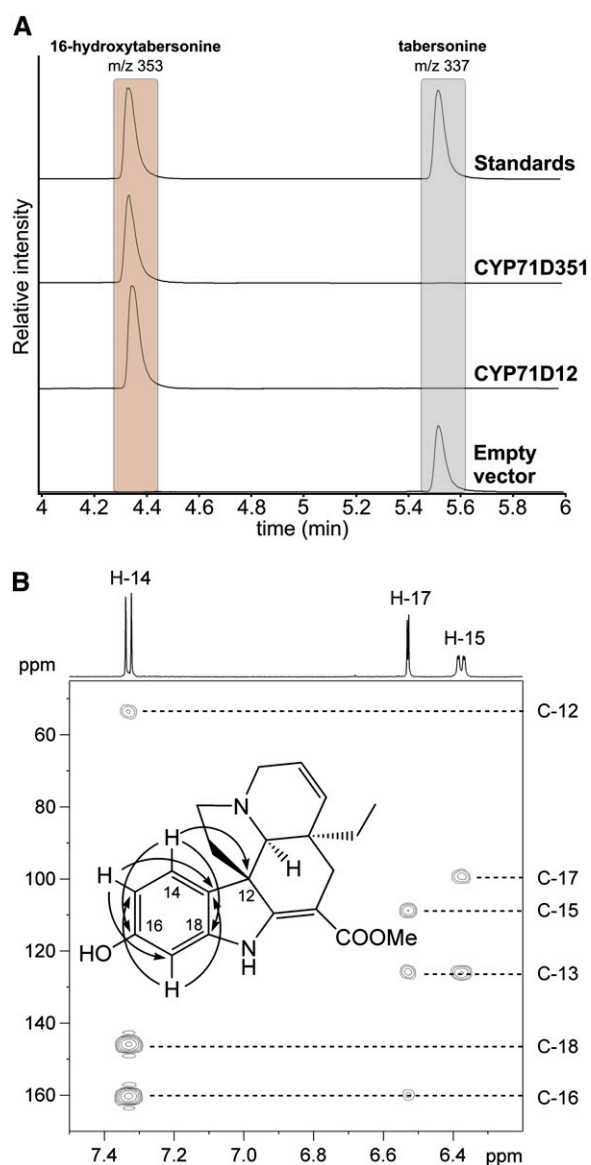 A
16-hydroxytabersonine
m/z 353
tabersonine
m/z 337
Standards
CYP71D351
CYP71D12
Empty
vector
Relative intensity
4 4.2 4.4 4.6 4.8 5 5.2 5.4 5.6 5.8 6
time (min)
B
H-14
H-17
H-15
ppm
C-12
60
80
N
H
H
H
14
12
C-17
100
C-15
16
18
COOMe
120
HO
N
H
H
C-13
140
C-18
160
C-16
7.4 7.2 7.0 6.8 6.6 6.4 ppm